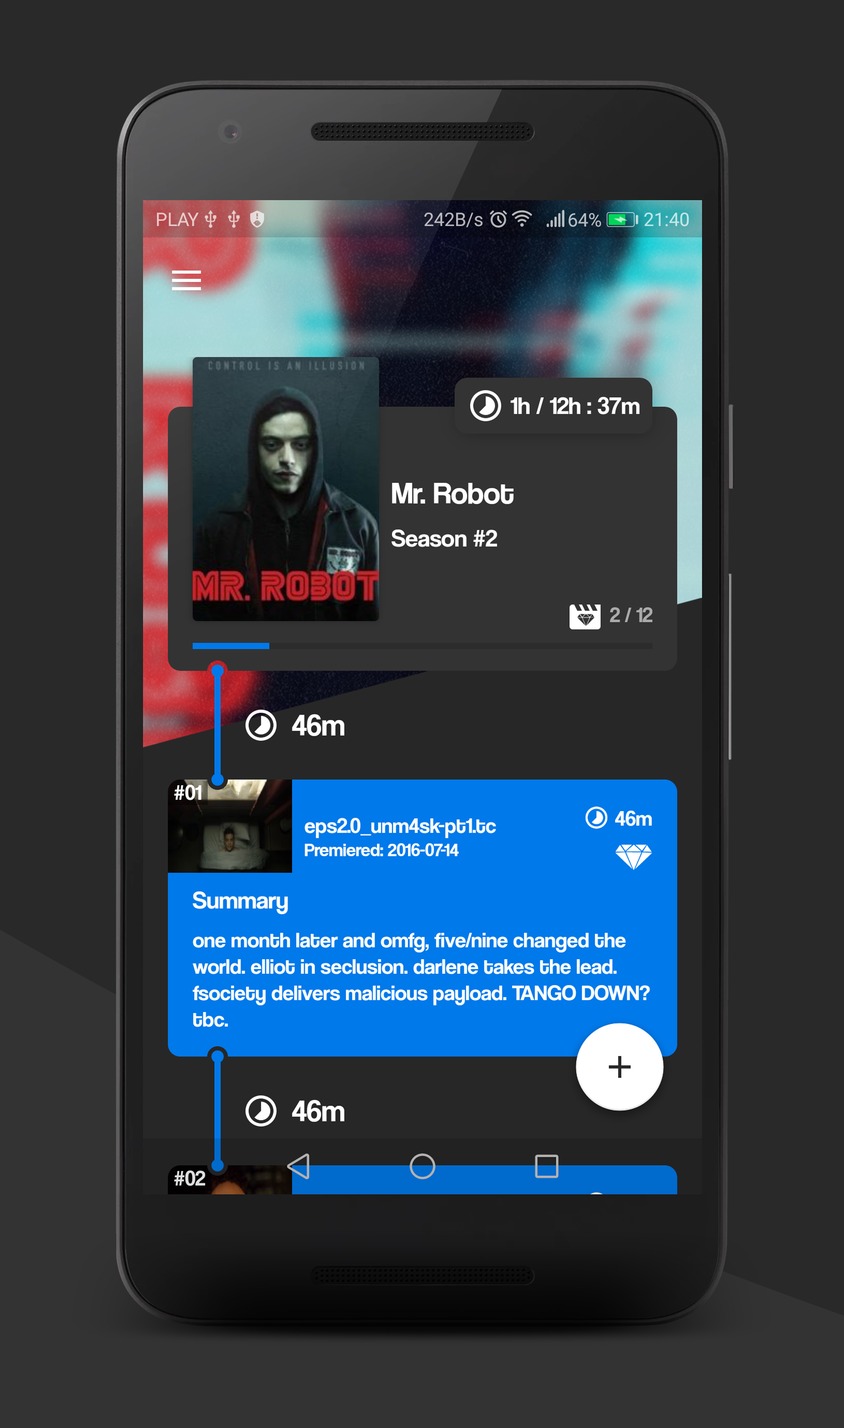 PLAY 242B/s 64% 21:40
CONTROL IS AN ILLUSION
1h / 12h : 37m
Mr. Robot
Season #2
MR. ROBOT
MR. ROBOT
2 / 12
46m
#01
eps2.0_unm4sk-pt1.tc
46m
Premiered: 2016-07-14
Summary
one month later and omfg, five/nine changed the
world. elliot in seclusion. darlene takes the lead.
fsociety delivers malicious payload. TANGO DOWN?
tbc.
+
46m
#02